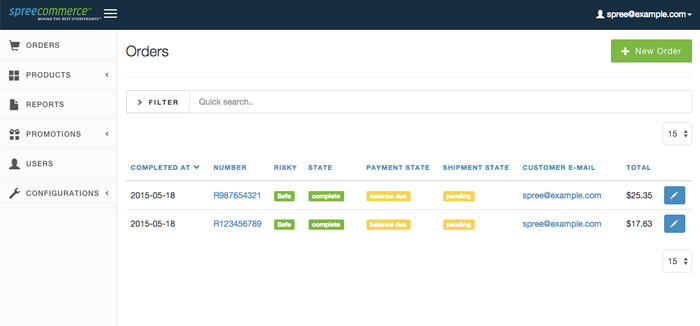 spreecommerce™
BEHIND THE BEST STOREFRONTS™
spree@example.com
ORDERS
PRODUCTS
REPORTS
PROMOTIONS
USERS
CONFIGURATIONS
Orders
New Order
FILTER Quick search..
15
COMPLETED AT NUMBER RISKY STATE PAYMENT STATE SHIPMENT STATE CUSTOMER E-MAIL TOTAL
2015-05-18 R987654321 Safe complete balance due pending spree@example.com $25.35
2015-05-18 R123456789 Safe complete balance due pending spree@example.com $17.63
15